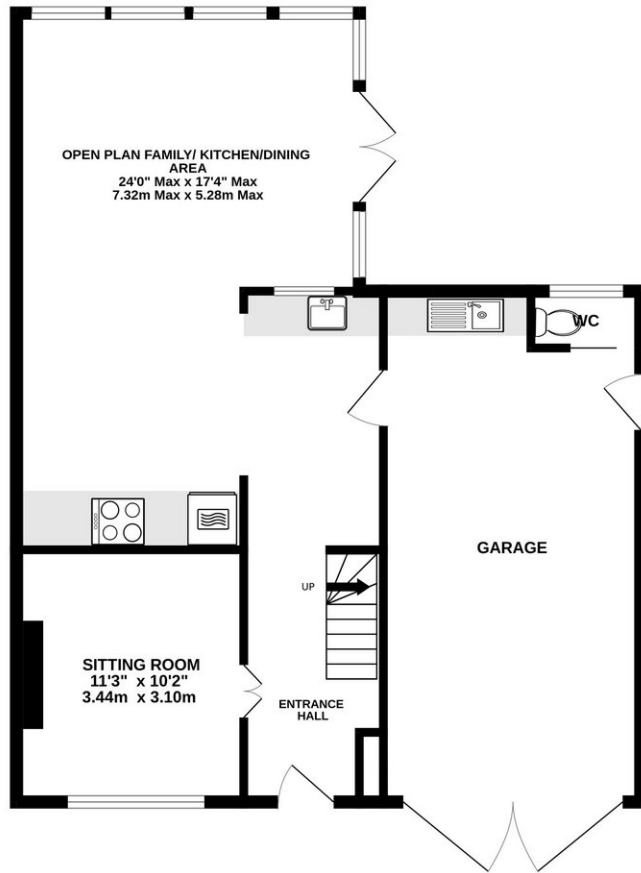 OPEN PLAN FAMILY/ KITCHEN/DINING
AREA
24'0" Max x 17'4" Max
7.32m Max x 5.28m Max
WC
GARAGE
UP
SITTING ROOM
11'3" x 10'2"
3.44m x 3.10m
ENTRANCE
HALL